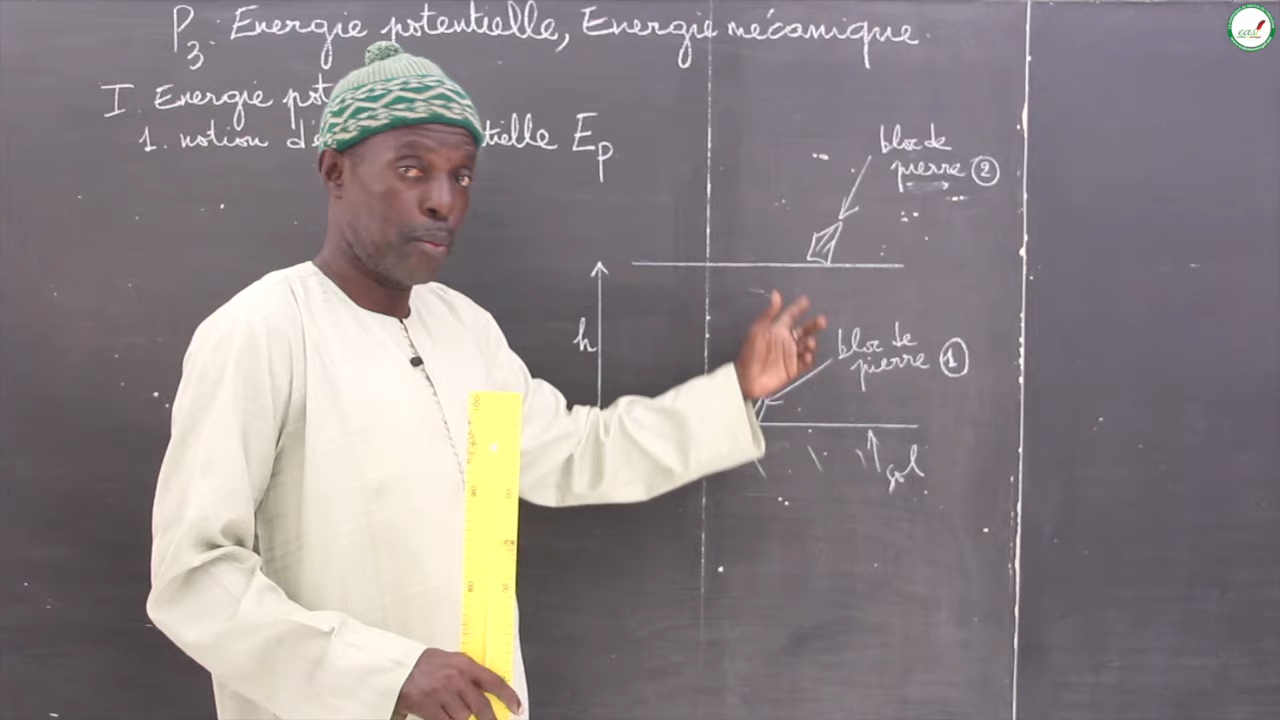 P3. Energie potentielle, Energie mécanique.
I. Energie pot
1. notion d'é tielle Ep
bloc de
pierre ②
h
bloc de
pierre ①
sol
eas!